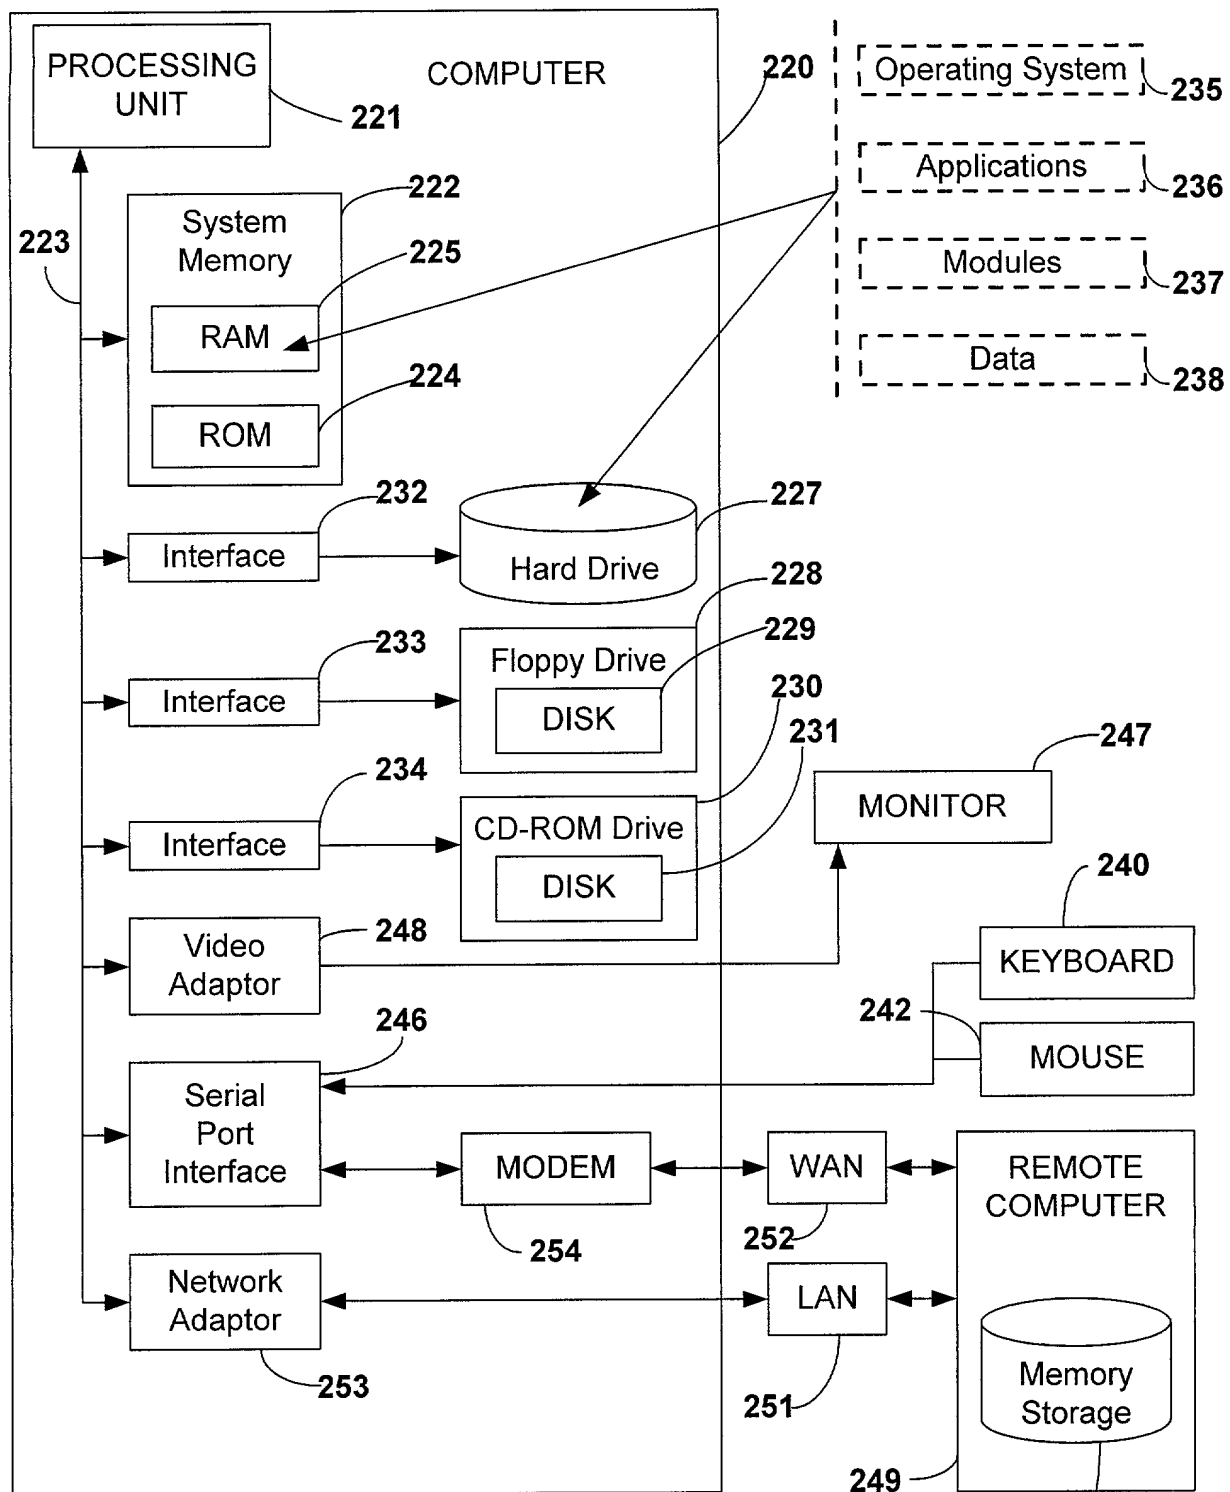 PROCESSING
UNIT
COMPUTER
220
221
Operating System
235
Applications
236
Modules
237
Data
238
222
System
Memory
223
225
RAM
224
ROM
232
Interface
227
Hard Drive
228
233
Interface
229
Floppy Drive
DISK
230
231
234
Interface
CD-ROM Drive
DISK
247
MONITOR
240
KEYBOARD
248
Video
Adaptor
242
MOUSE
246
Serial
Port
Interface
MODEM
254
WAN
252
REMOTE
COMPUTER
Network
Adaptor
253
LAN
251
Memory
Storage
249